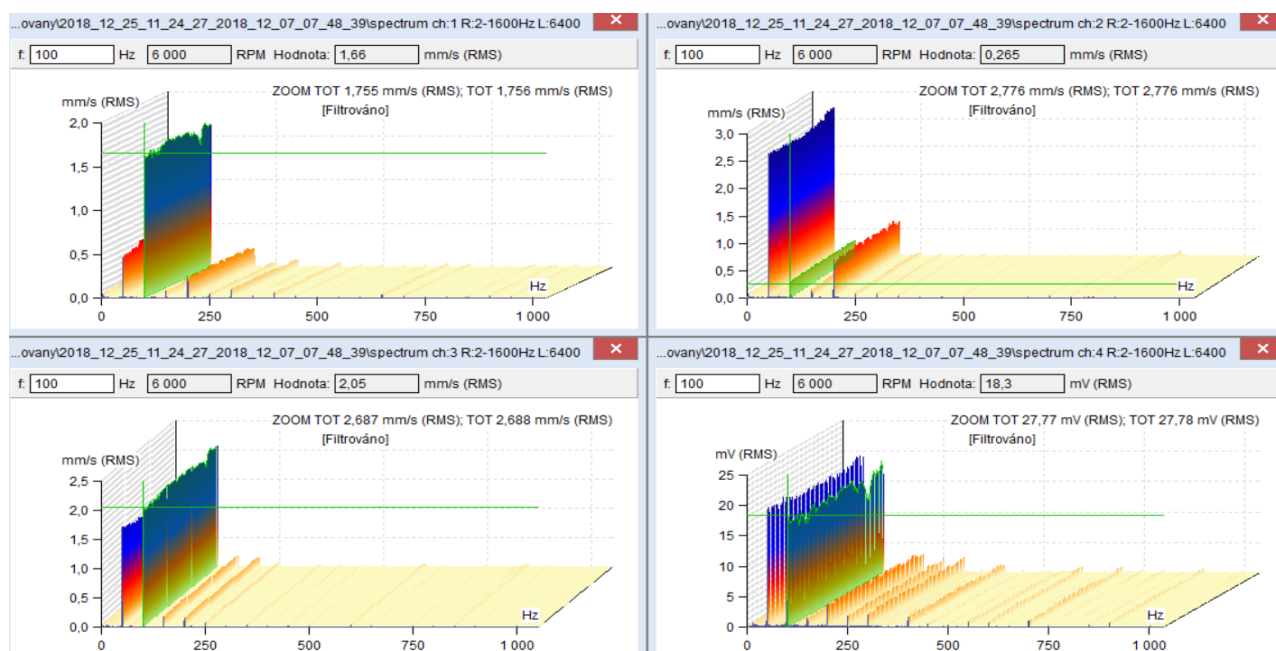 ...ovany\2018_12_25_11_24_27_2018_12_07_07_48_39\spectrum ch:1 R:2-1600Hz L:6400
f: 100 Hz 6 000 RPM Hodnota: 1,66 mm/s (RMS)
ZOOM TOT 1,755 mm/s (RMS); TOT 1,756 mm/s (RMS)
[Filtrováno]
mm/s (RMS)
2,0
1,5
1,0
0,5
0,0
Hz
0 250 500 750 1 000
...ovany\2018_12_25_11_24_27_2018_12_07_07_48_39\spectrum ch:2 R:2-1600Hz L:6400
f: 100 Hz 6 000 RPM Hodnota: 0,265 mm/s (RMS)
ZOOM TOT 2,776 mm/s (RMS); TOT 2,776 mm/s (RMS)
[Filtrováno]
mm/s (RMS)
3,0
2,5
2,0
1,5
1,0
0,5
0,0
Hz
0 250 500 750 1 000
...ovany\2018_12_25_11_24_27_2018_12_07_07_48_39\spectrum ch:3 R:2-1600Hz L:6400
f: 100 Hz 6 000 RPM Hodnota: 2,05 mm/s (RMS)
ZOOM TOT 2,687 mm/s (RMS); TOT 2,688 mm/s (RMS)
[Filtrováno]
mm/s (RMS)
2,5
2,0
1,5
1,0
0,5
0,0
Hz
0 250 500 750 1 000
...ovany\2018_12_25_11_24_27_2018_12_07_07_48_39\spectrum ch:4 R:2-1600Hz L:6400
f: 100 Hz 6 000 RPM Hodnota: 18,3 mV (RMS)
ZOOM TOT 27,77 mV (RMS); TOT 27,78 mV (RMS)
[Filtrováno]
mV (RMS)
25
20
15
10
5
0
Hz
0 250 500 750 1 000